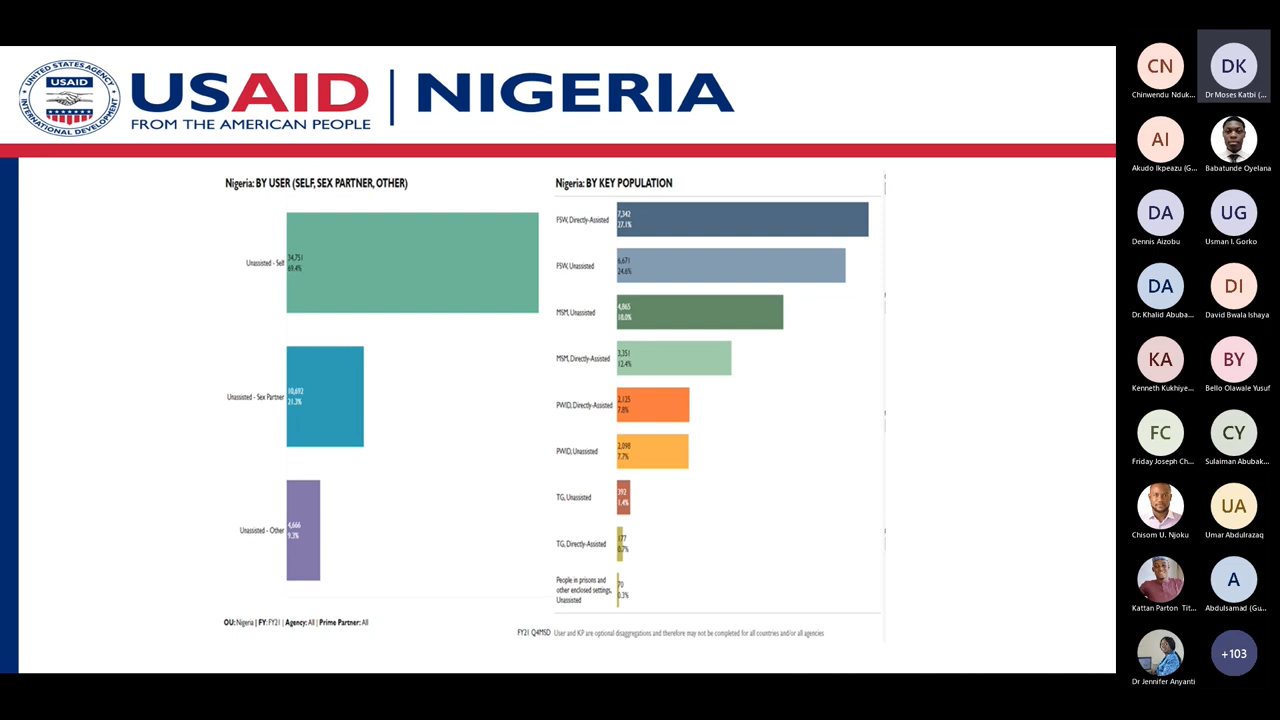 UNITED STATES AGENCY
USAID
INTERNATIONAL DEVELOPMENT
USAID | NIGERIA
FROM THE AMERICAN PEOPLE
Nigeria: BY USER (SELF, SEX PARTNER, OTHER)
Unassisted - Self
34,751
69.4%
Unassisted - Sex Partner
10,692
21.3%
Unassisted - Other
4,666
9.3%
OU: Nigeria | FY: FY21 | Agency: All | Prime Partner: All
Nigeria: BY KEY POPULATION
FSW, Directly-Assisted
7,342
27.1%
FSW, Unassisted
6,671
24.6%
MSM, Unassisted
4,865
18.0%
MSM, Directly-Assisted
3,351
12.4%
PWID, Directly-Assisted
2,125
7.8%
PWID, Unassisted
2,098
7.7%
TG, Unassisted
392
1.4%
TG, Directly-Assisted
177
0.7%
People in prisons and
other enclosed settings,
Unassisted
70
0.3%
FY21 Q4MSD User and KP are optional disaggregations and therefore may not be completed for all countries and/or all agencies
CN
Chinwendu Nduk...
DK
Dr Moses Katbi (...
AI
Akudo Ikpeazu (G...
Babatunde Oyelana
DA
Dennis Aizobu
UG
Usman I. Gorko
DA
Dr. Khalid Abuba...
DI
David Bwala Ishaya
KA
Kenneth Kukhiye...
BY
Bello Olawale Yusuf
FC
Friday Joseph Ch...
CY
Sulaiman Abubak...
Chisom U. Njoku
UA
Umar Abdulrazaq
Kattan Parton Tit...
A
Abdulsamad (Gu...
Dr Jennifer Anyanti
+103